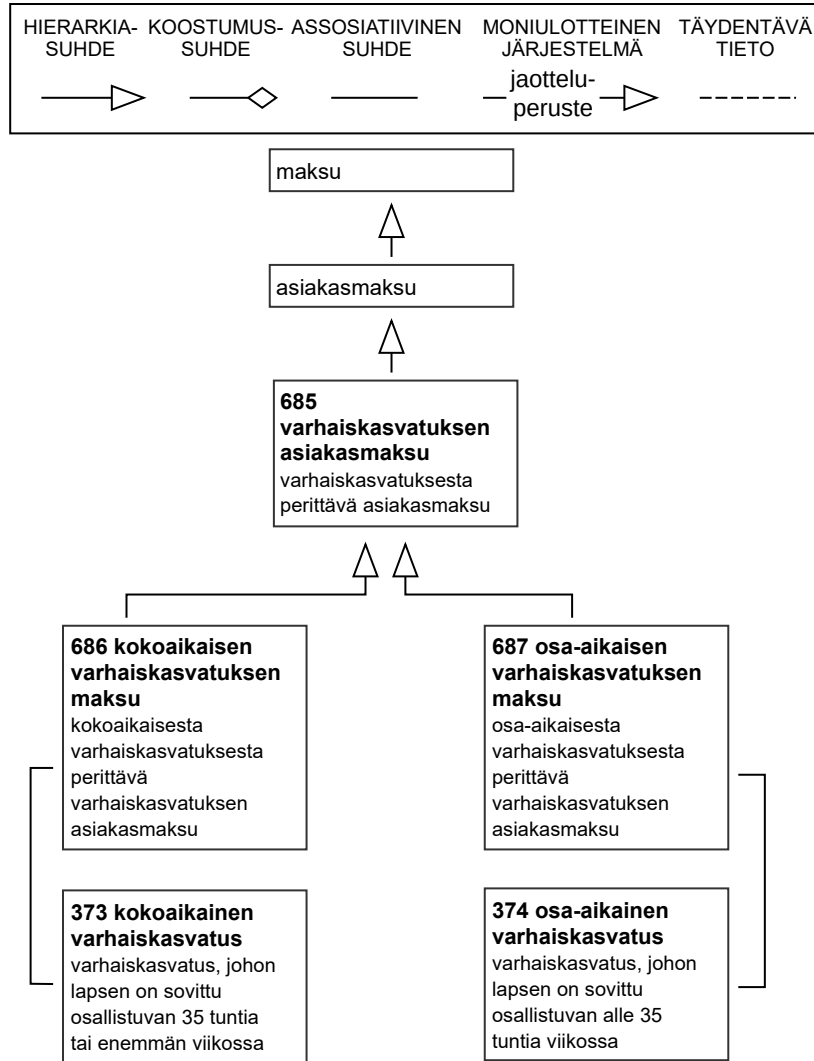 HIERARKIA-
SUHDE
KOOSTUMUS-
SUHDE
ASSOSIATIIVINEN
SUHDE
MONIULOTTEINEN
JÄRJESTELMÄ
TÄYDENTÄVÄ
TIETO
jaottelu-
peruste
maksu
asiakasmaksu
685
varhaiskasvatuksen
asiakasmaksu
varhaiskasvatuksesta
perittävä asiakasmaksu
686 kokoaikaisen
varhaiskasvatuksen
maksu
kokoaikaisesta
varhaiskasvatuksesta
perittävä
varhaiskasvatuksen
asiakasmaksu
687 osa-aikaisen
varhaiskasvatuksen
maksu
osa-aikaisesta
varhaiskasvatuksesta
perittävä
varhaiskasvatuksen
asiakasmaksu
373 kokoaikainen
varhaiskasvatus
varhaiskasvatus, johon
lapsen on sovittu
osallistuvan 35 tuntia
tai enemmän viikossa
374 osa-aikainen
varhaiskasvatus
varhaiskasvatus, johon
lapsen on sovittu
osallistuvan alle 35
tuntia viikossa